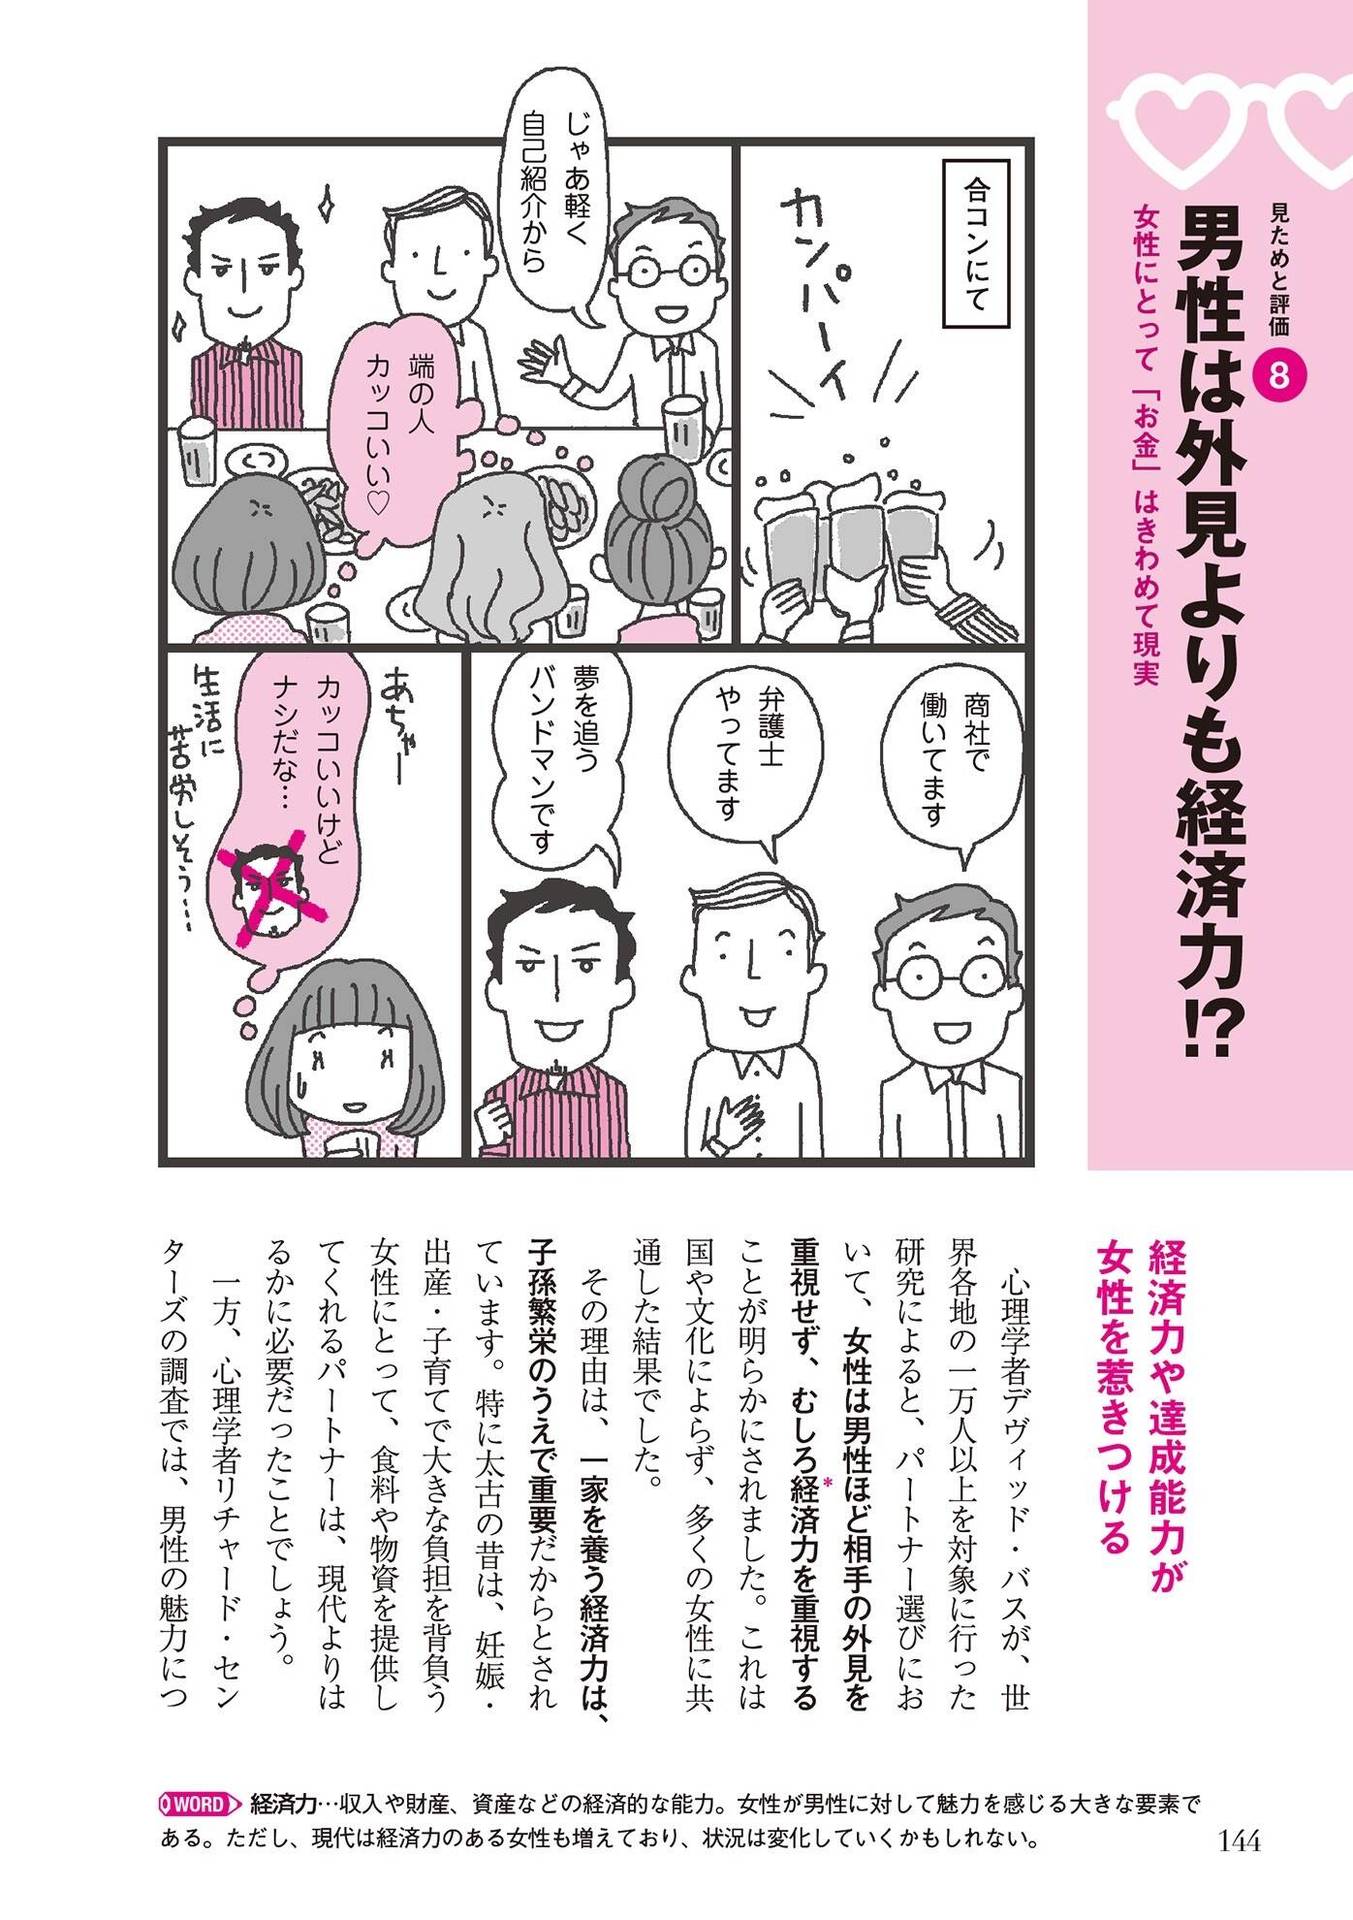 見ためと評価
8
男性は外見よりも経済力!?
女性にとって「お金」はきわめて現実
合コンにて
カンパーイ
じゃあ軽く
自己紹介から
端の人
カッコいい♡
商社で
働いてます
弁護士
やってます
夢を追う
バンドマンです
あちゃー
カッコいいけど
ナシだな…
生活に
苦労しそう…
経済力や達成能力が
女性を惹きつける
心理学者デヴィッド・バスが、世
界各地の一万人以上を対象に行った
研究によると、パートナー選びにお
いて、女性は男性ほど相手の外見を
重視せず、むしろ経済力*を重視する
ことが明らかにされました。これは
国や文化によらず、多くの女性に共
通した結果でした。
その理由は、一家を養う経済力は、
子孫繁栄のうえで重要だからとされ
ています。特に太古の昔は、妊娠・
出産・子育てで大きな負担を背負う
女性にとって、食料や物資を提供し
てくれるパートナーは、現代よりは
るかに必要だったことでしょう。
一方、心理学者リチャード・セン
ターズの調査では、男性の魅力につ
WORD 経済力…収入や財産、資産などの経済的な能力。女性が男性に対して魅力を感じる大きな要素で
ある。ただし、現代は経済力のある女性も増えており、状況は変化していくかもしれない。
144